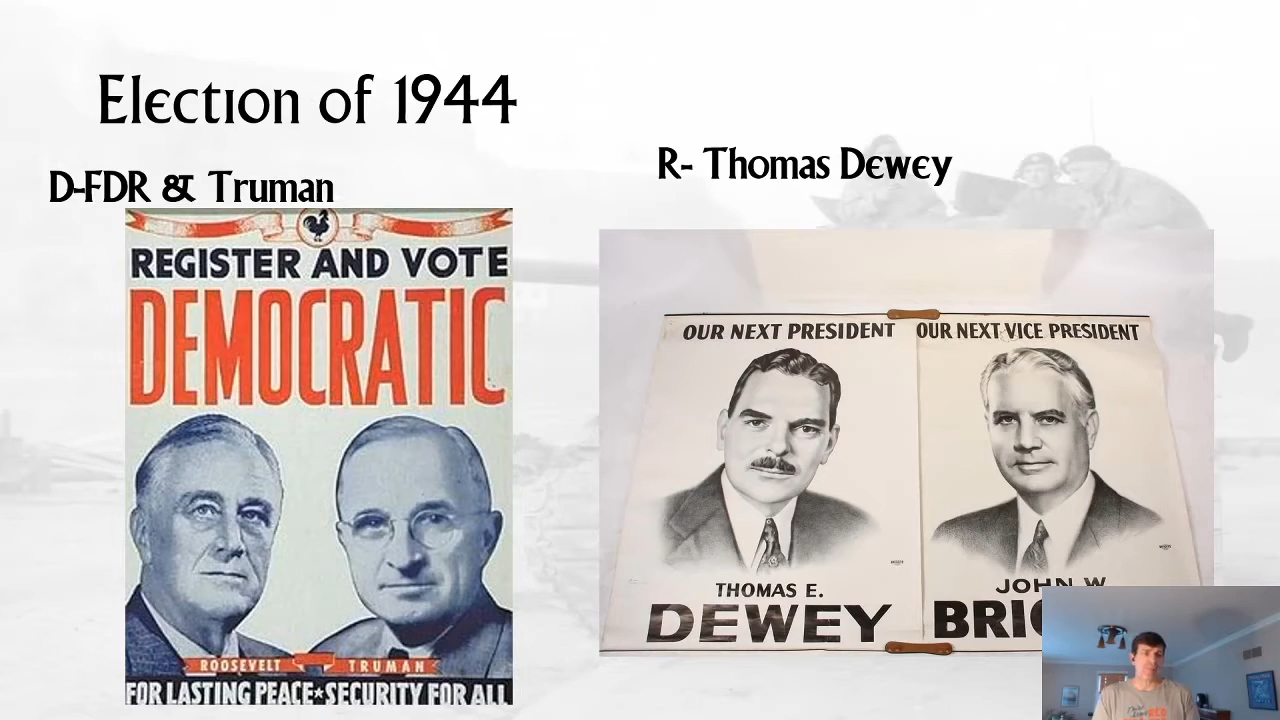 Election of 1944
D-FDR & Truman
REGISTER AND VOTE
DEMOCRATIC
ROOSEVELT TRUMAN
FOR LASTING PEACE★SECURITY FOR ALL
R- Thomas Dewey
OUR NEXT PRESIDENT
THOMAS E.
DEWEY
OUR NEXT VICE PRESIDENT
JOHN W